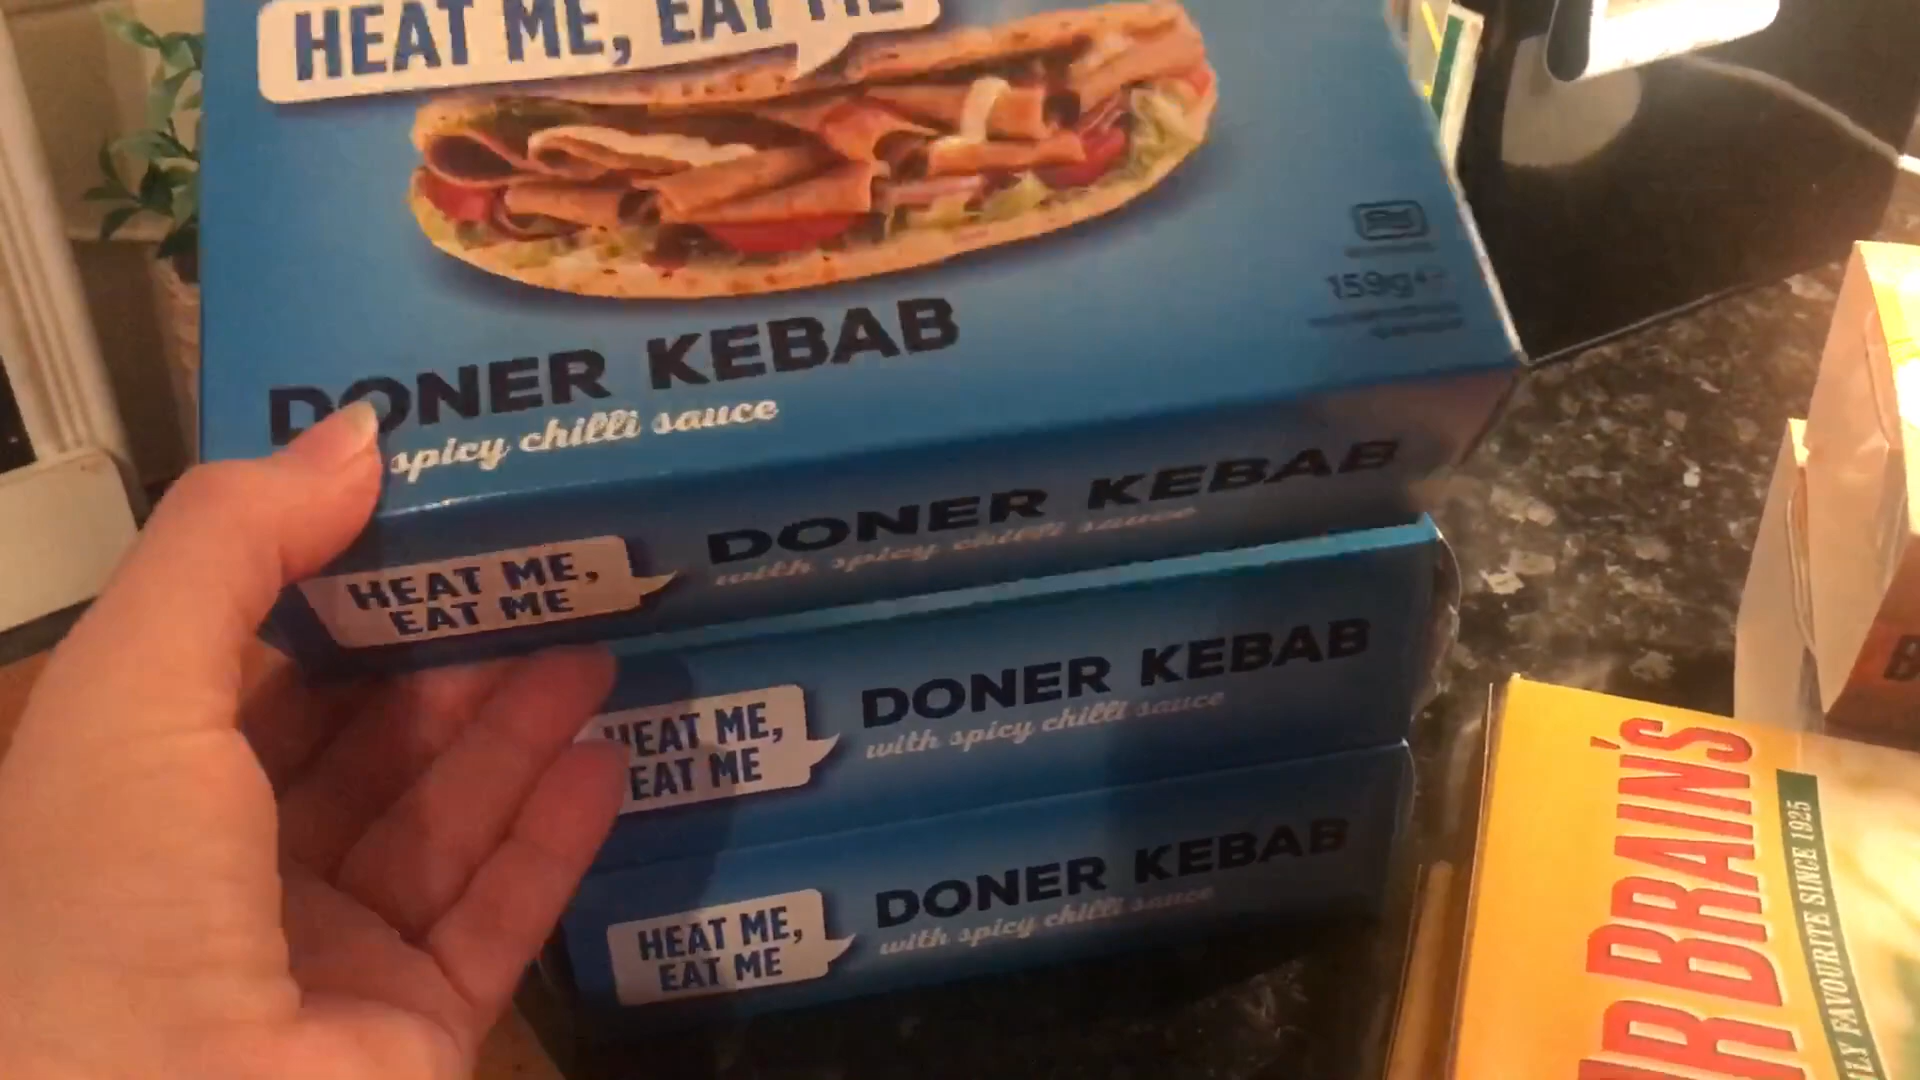 HEAT ME, EAT ME
159g
DONER KEBAB
spicy chilli sauce
HEAT ME,
EAT ME
DONER KEBAB
with spicy chilli sauce
HEAT ME,
EAT ME
DONER KEBAB
with spicy chilli sauce
HEAT ME,
EAT ME
DONER KEBAB
with spicy chilli sauce
R BRAIN'S
FAVOURITE SINCE 1925